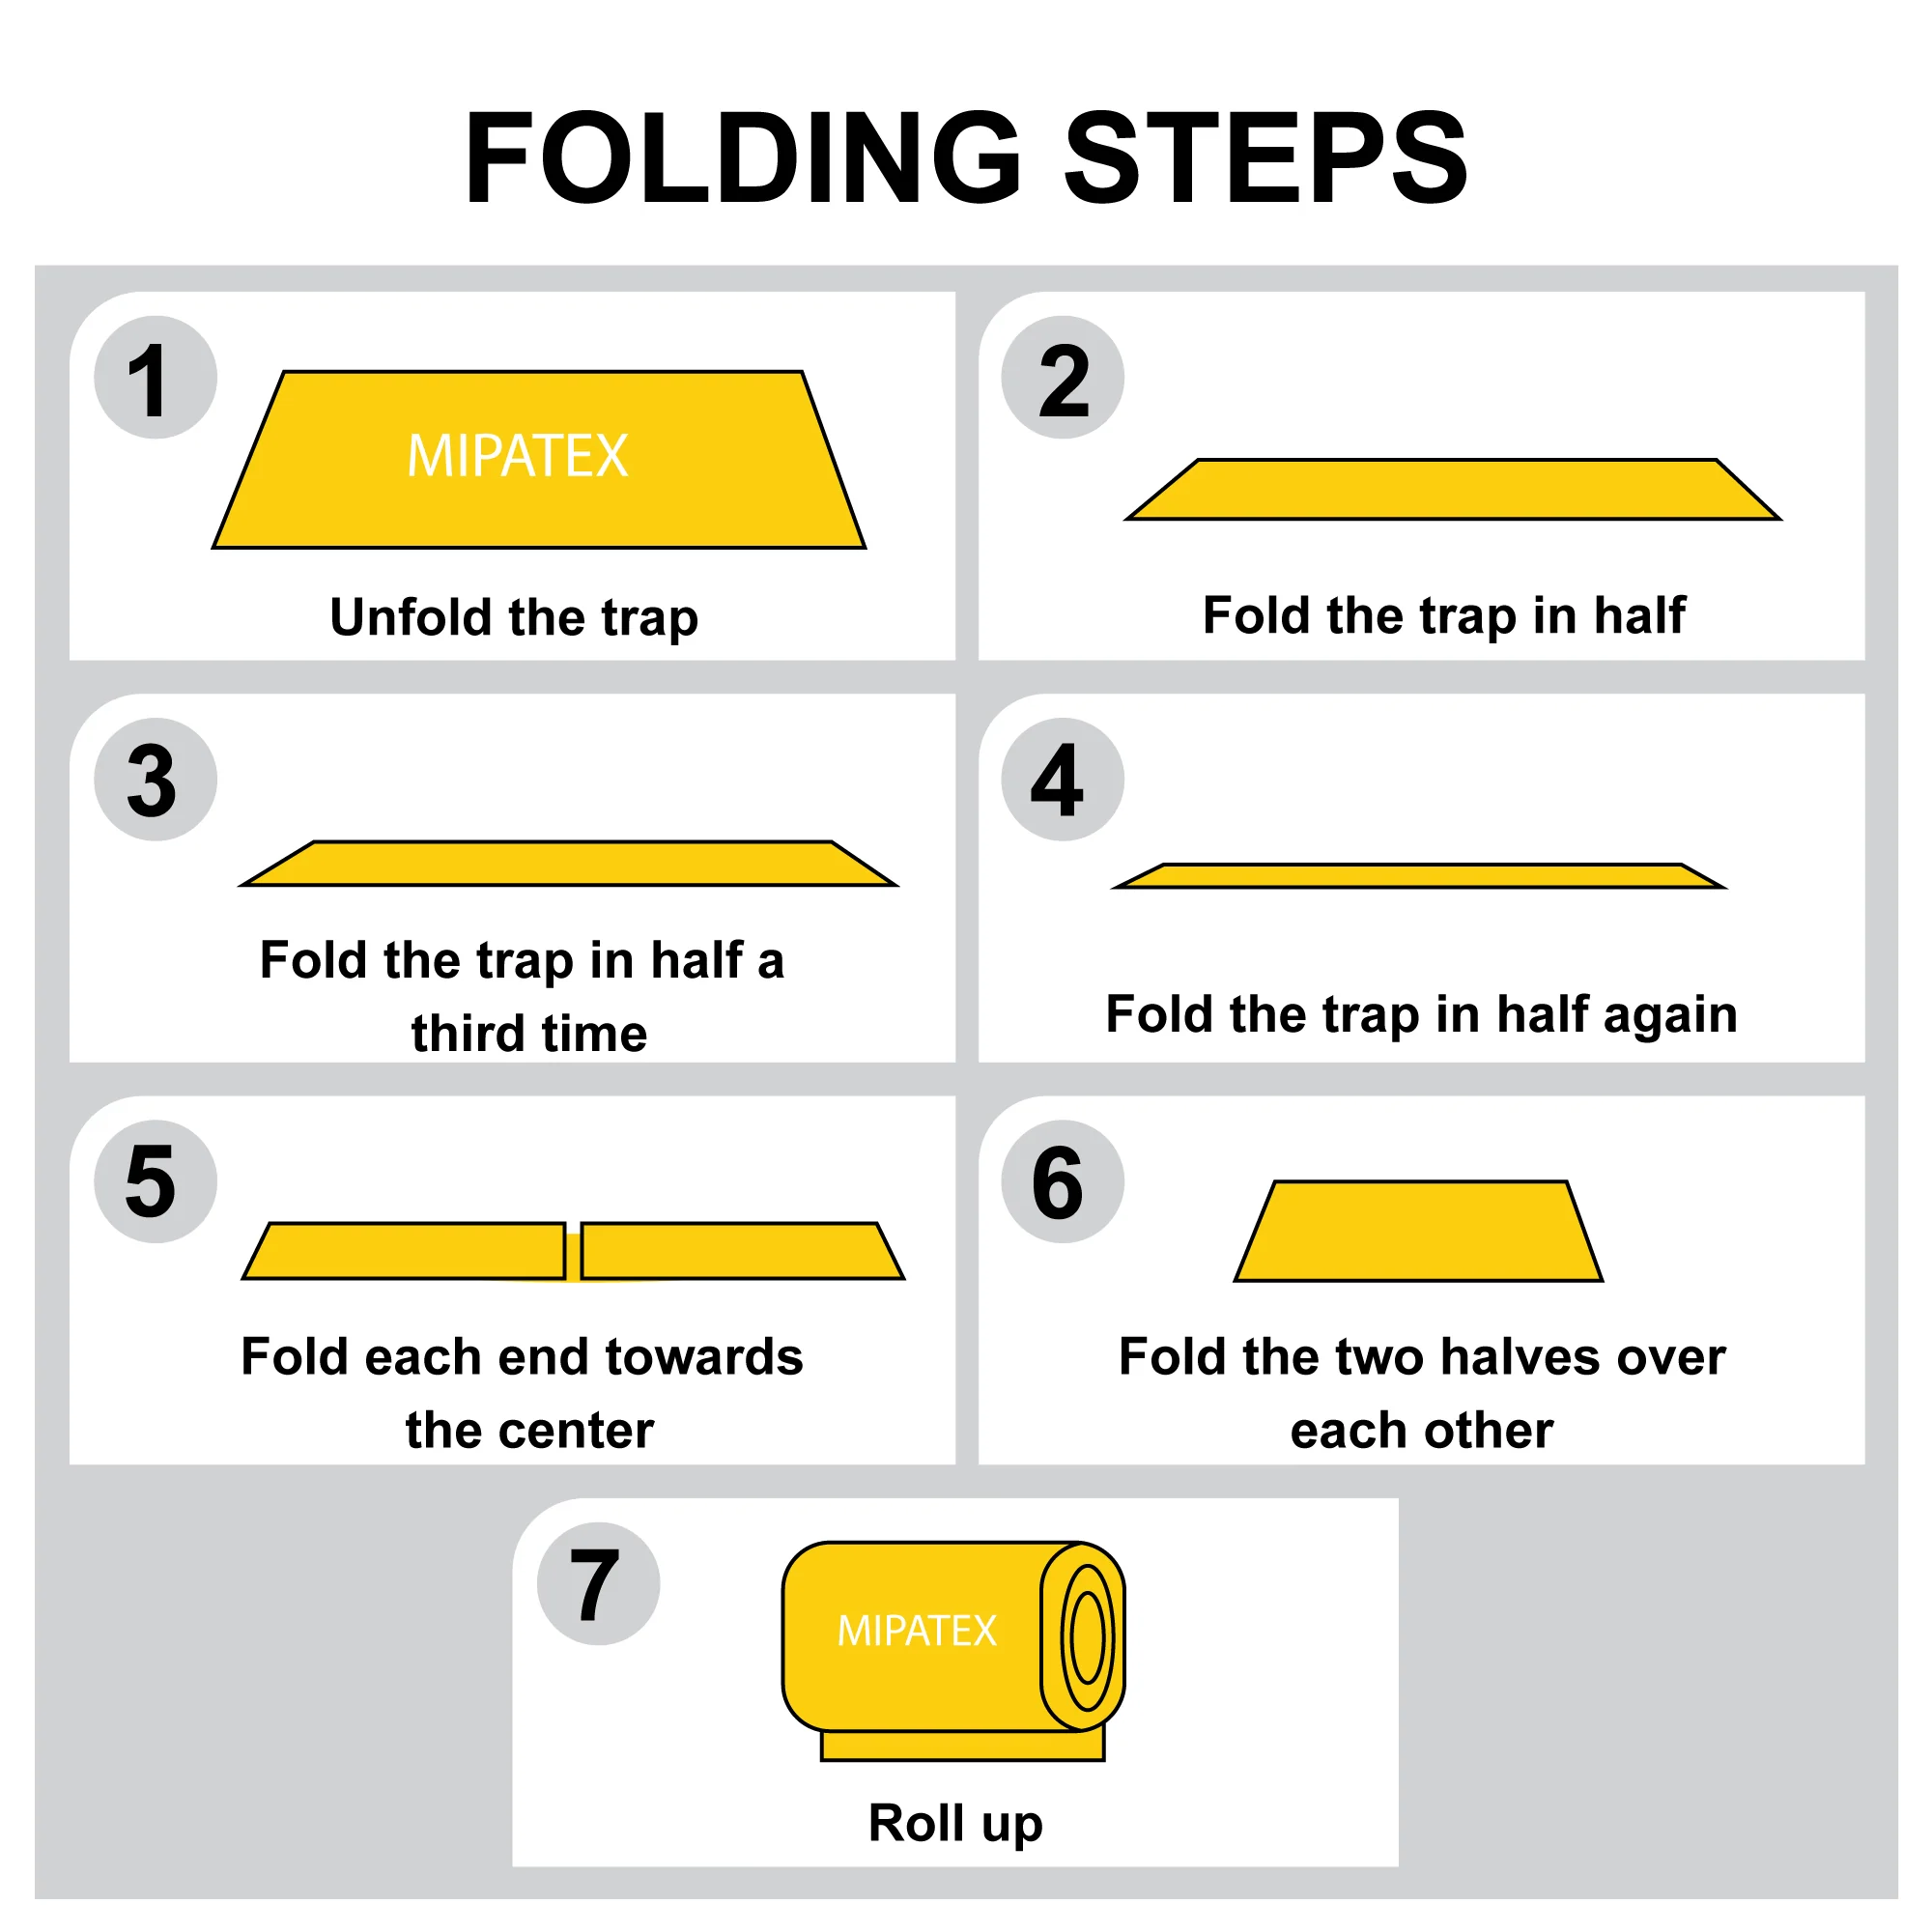 FOLDING STEPS
1
MIPATEX
Unfold the trap
2
Fold the trap in half
3
Fold the trap in half a
third time
4
Fold the trap in half again
5
Fold each end towards
the center
6
Fold the two halves over
each other
7
MIPATEX
Roll up